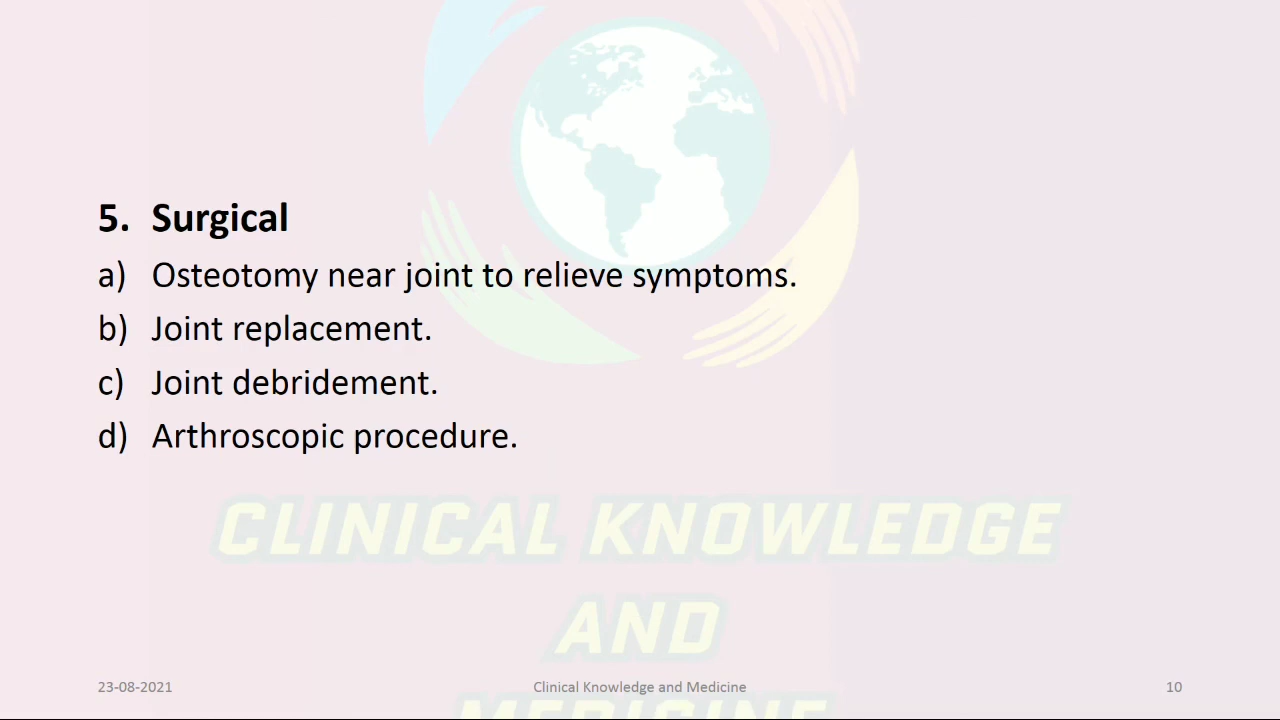 5. Surgical
a) Osteotomy near joint to relieve symptoms.
b) Joint replacement.
c) Joint debridement.
d) Arthroscopic procedure.
CLINICAL KNOWLEDGE
AND
MEDICINE
23-08-2021 Clinical Knowledge and Medicine 10